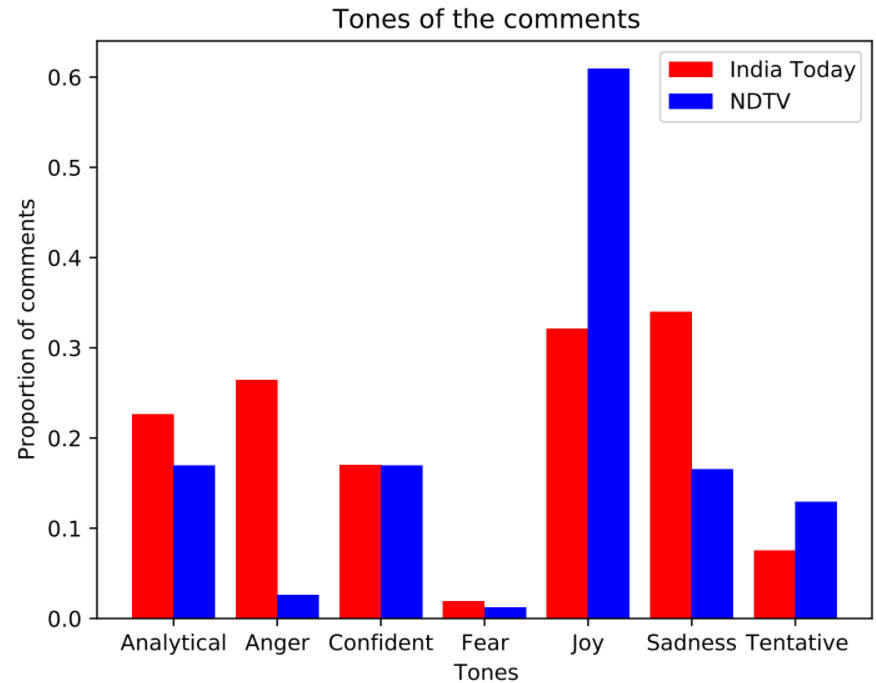 Tones of the comments
India Today
NDTV
Proportion of comments
0.6
0.5
0.4
0.3
0.2
0.1
0.0
Analytical Anger Confident Fear Joy Sadness Tentative
Tones